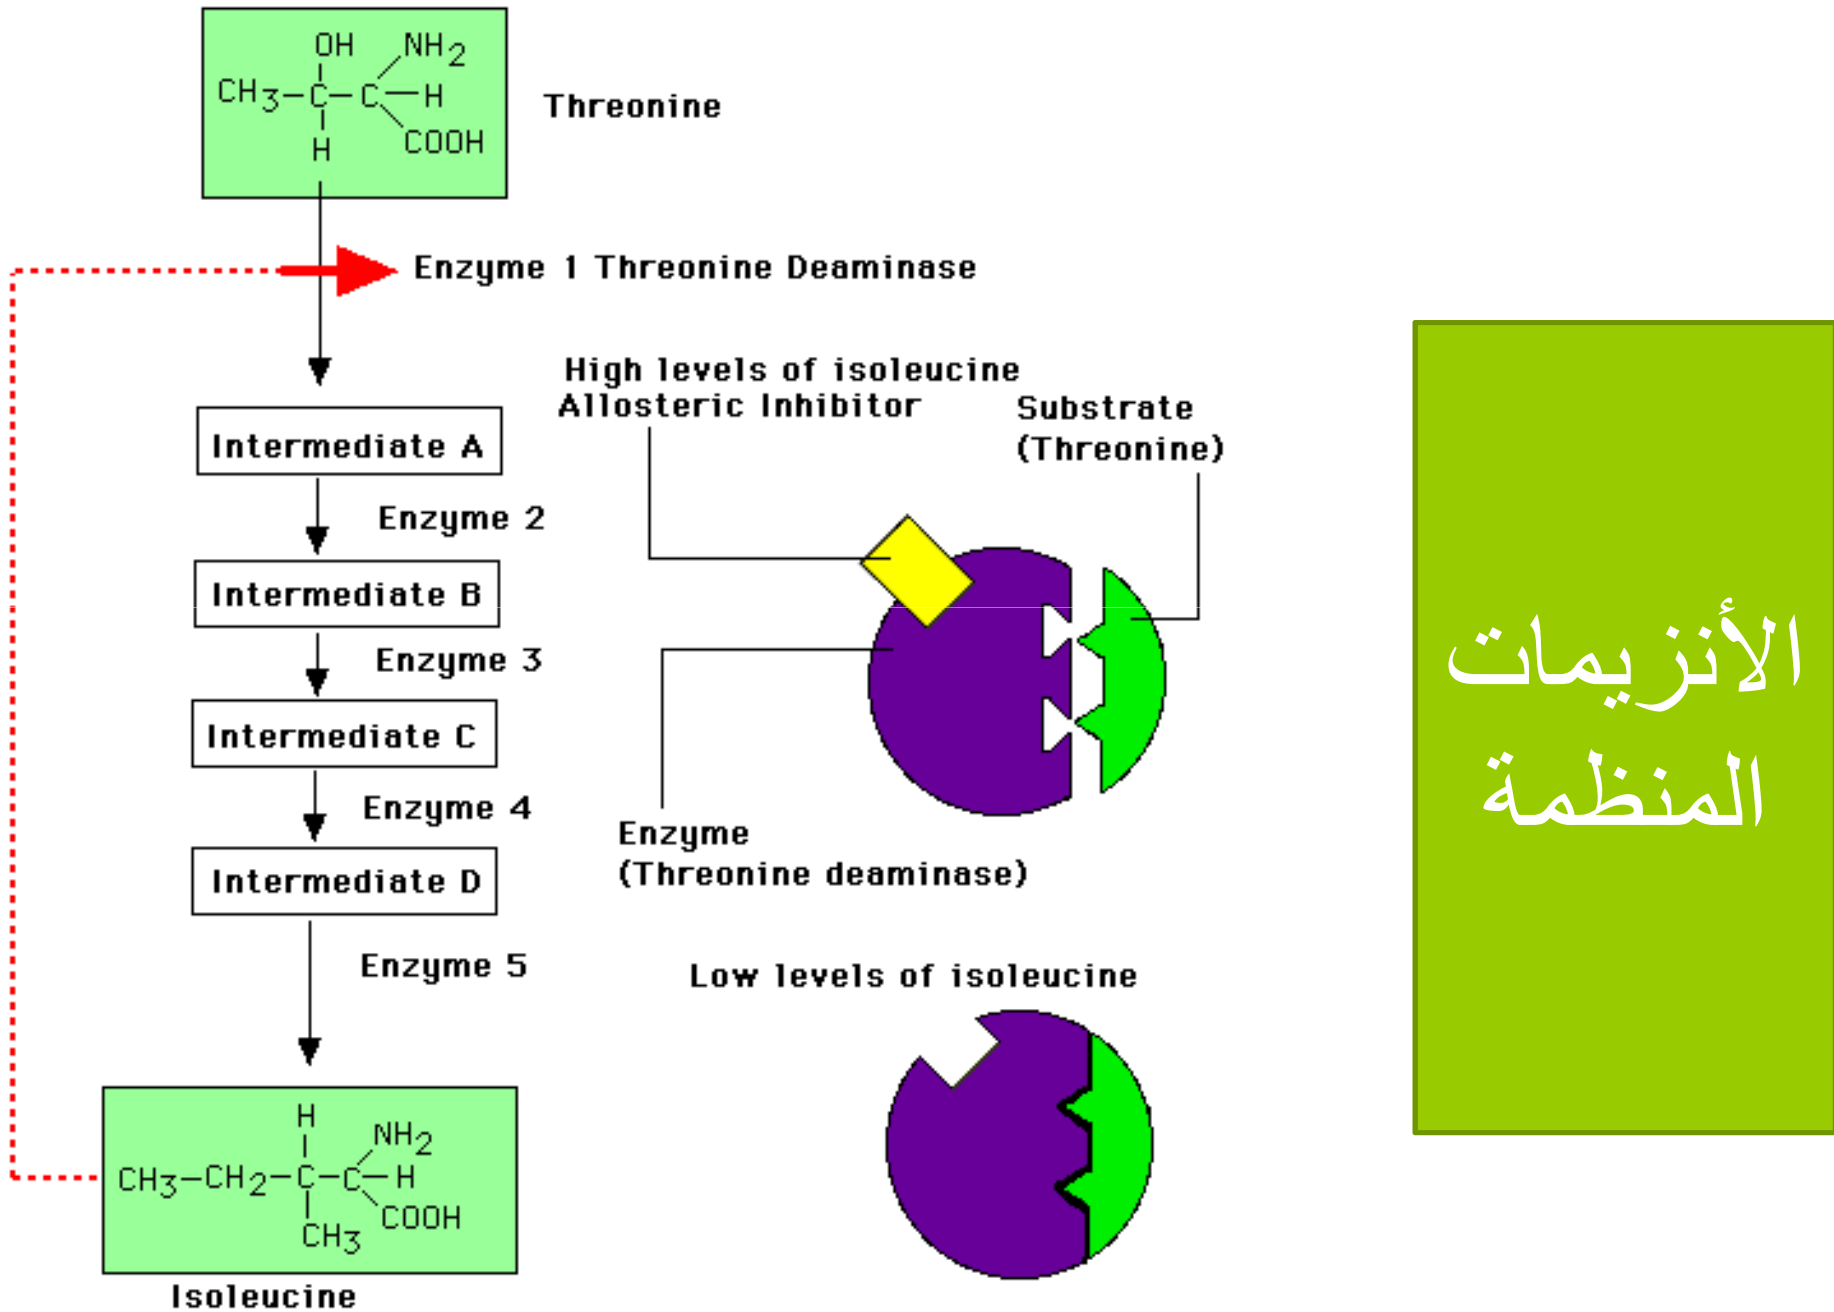 OH NH2
CH3–C–C–H
H COOH
Threonine
Enzyme 1 Threonine Deaminase
High levels of isoleucine
Allosteric Inhibitor
Substrate
(Threonine)
Intermediate A
Enzyme 2
Intermediate B
Enzyme 3
Intermediate C
Enzyme 4
Intermediate D
Enzyme 5
Enzyme
(Threonine deaminase)
Low levels of isoleucine
H NH2
CH3–CH2–C–C–H
CH3 COOH
Isoleucine
الأنزيمات
المنظمة